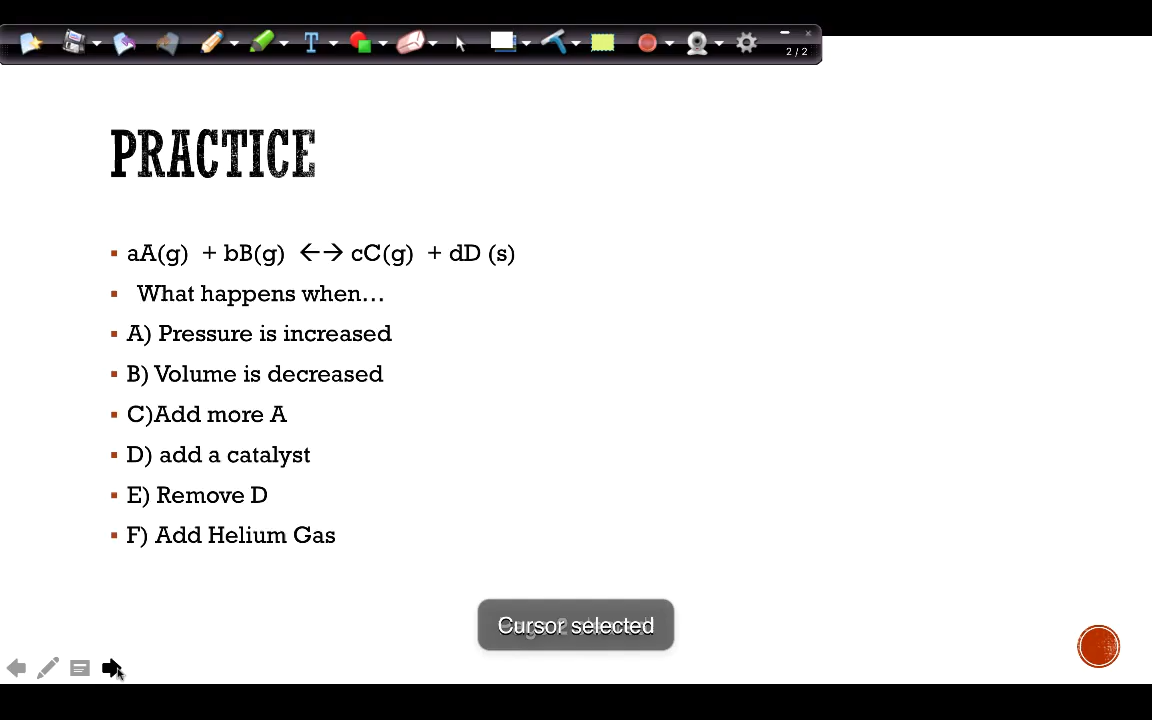 2 / 2
PRACTICE
▪ aA(g) + bB(g) ←→ cC(g) + dD (s)
▪ What happens when…
▪ A) Pressure is increased
▪ B) Volume is decreased
▪ C)Add more A
▪ D) add a catalyst
▪ E) Remove D
▪ F) Add Helium Gas
Cursor selected